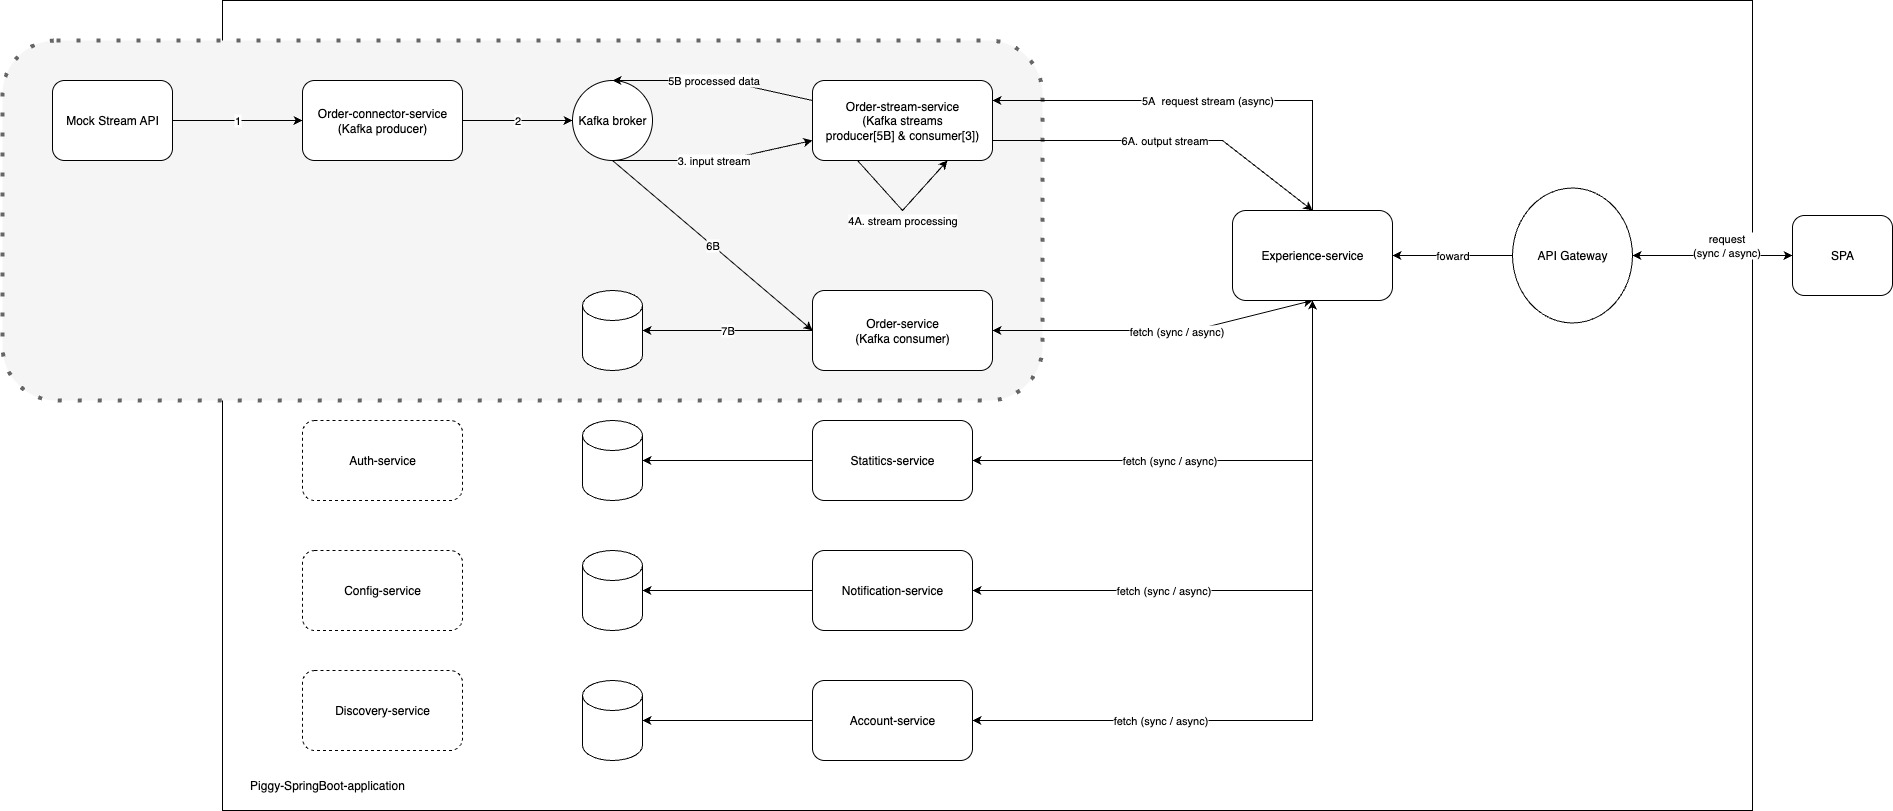 5B processed data
Mock Stream API
1
Order-connector-service
(Kafka producer)
2
Kafka broker
Order-stream-service
(Kafka streams
producer[5B] & consumer[3])
5A  request stream (async)
3. input stream
6A. output stream
4A. stream processing
6B
Experience-service
foward
API Gateway
request
(sync / async)
SPA
7B
Order-service
(Kafka consumer)
fetch (sync / async)
Auth-service
Statitics-service
fetch (sync / async)
Config-service
Notification-service
fetch (sync / async)
Discovery-service
Account-service
fetch (sync / async)
Piggy-SpringBoot-application